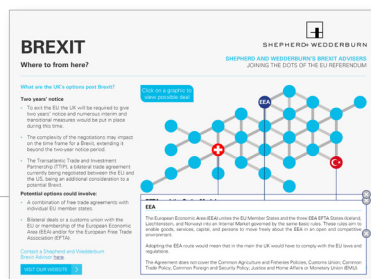 BREXIT
Where to from here?
SHEPHERD+ WEDDERBURN
SHEPHERD AND WEDDERBURN'S BREXIT ADVISERS
JOINING THE DOTS OF THE EU REFERENDUM
What are the UK's options post Brexit?
Two years' notice
- To exit the EU the UK will be required to give
two years' notice and numerous interim and
transitional measures would be put in place
during this time.
- The complexity of the negotiations may impact
on the time frame for a Brexit, extending it
beyond the two-year notice period.
- The Transatlantic Trade and Investment
Partnership (TTIP), a bilateral trade agreement
currently being negotiated between the EU and
the US, being an additional consideration to a
potential Brexit.
Potential options could involve:
- A combination of free trade agreements with
individual EU member states.
- Bilateral deals or a customs union with the
EU or membership of the European Economic
Area (EEA) and/or the European Free Trade
Association (EFTA).
Contact a Shepherd and Wedderburn
Brexit Adviser here.
VISIT OUR WEBSITE >
Click on a graphic to
view possible deal
EEA
EEA
The European Economic Area (EEA) unites the EU Member States and the three EEA EFTA States (Iceland,
Liechtenstein, and Norway) into an Internal Market governed by the same basic rules. These rules aim to
enable goods, services, capital, and persons to move freely about the EEA in an open and competitive
environment.
Adopting the EEA route would mean that in the main the UK would have to comply with the EU laws and
regulations.
The Agreement does not cover the Common Agriculture and Fisheries Policies, Customs Union, Common
Trade Policy, Common Foreign and Security Policy, Justice and Home Affairs or Monetary Union (EMU).